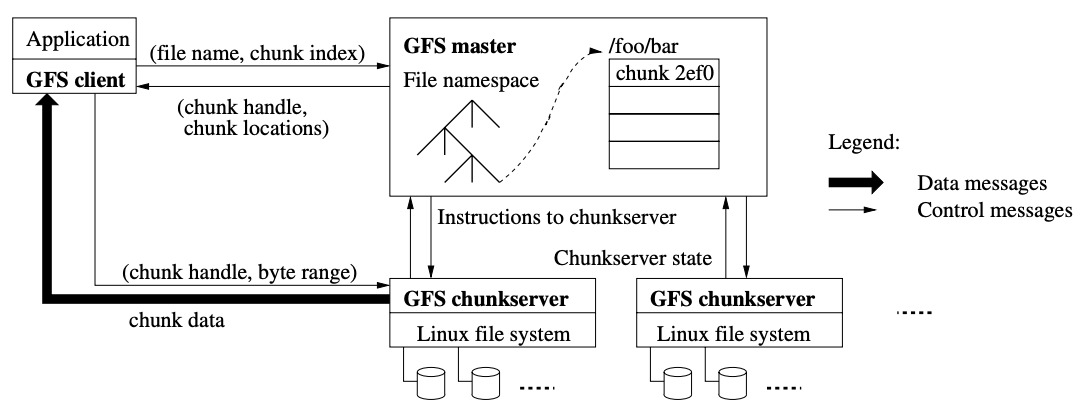 Application
GFS client
(file name, chunk index)
(chunk handle,
chunk locations)
GFS master
File namespace
/foo/bar
chunk 2ef0
Legend:
Data messages
Control messages
Instructions to chunkserver
Chunkserver state
(chunk handle, byte range)
chunk data
GFS chunkserver
Linux file system
GFS chunkserver
Linux file system